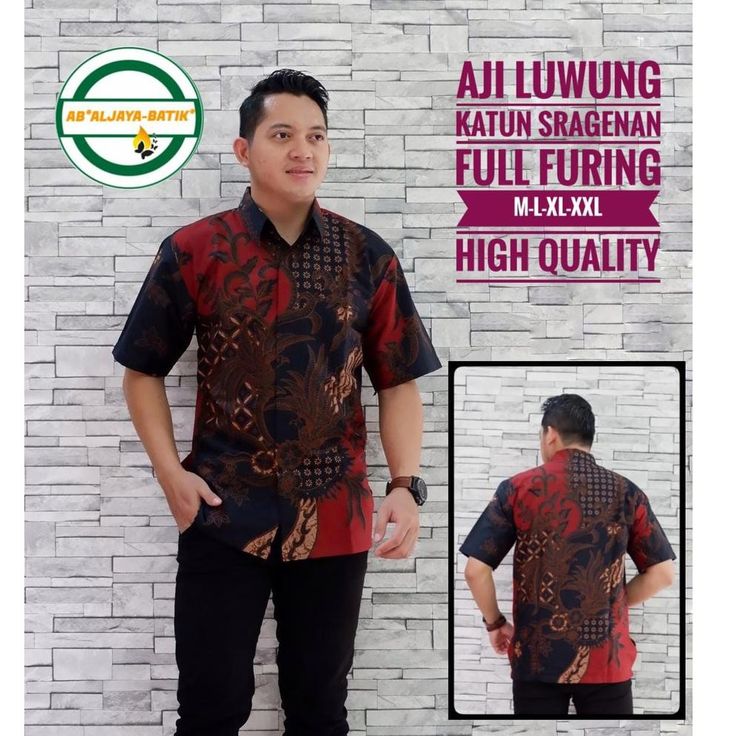 AB*ALJAYA-BATIK*
AJI LUWUNG
KATUN SRAGENAN
FULL FURING
M-L-XL-XXL
HIGH QUALITY